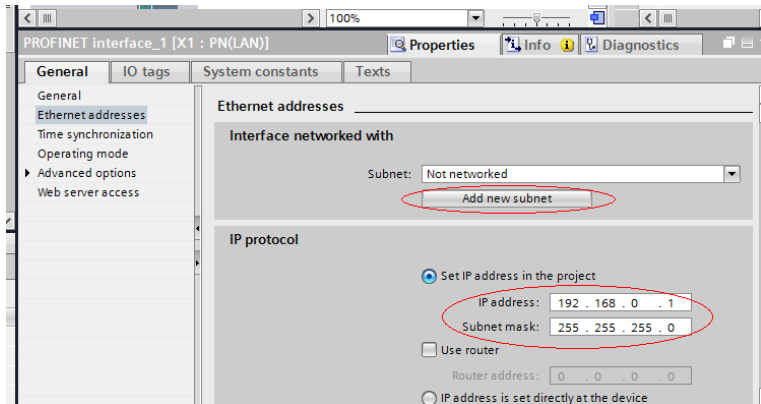 100%
PROFINET interface_1 [X1 : PN(LAN)]
Properties
Info
Diagnostics
General
IO tags
System constants
Texts
General
Ethernet addresses
Time synchronization
Operating mode
Advanced options
Web server access
Ethernet addresses
Interface networked with
Subnet: Not networked
Add new subnet
IP protocol
Set IP address in the project
IP address: 192 . 168 . 0 . 1
Subnet mask: 255 . 255 . 255 . 0
Use router
Router address: 0 . 0 . 0 . 0
IP address is set directly at the device